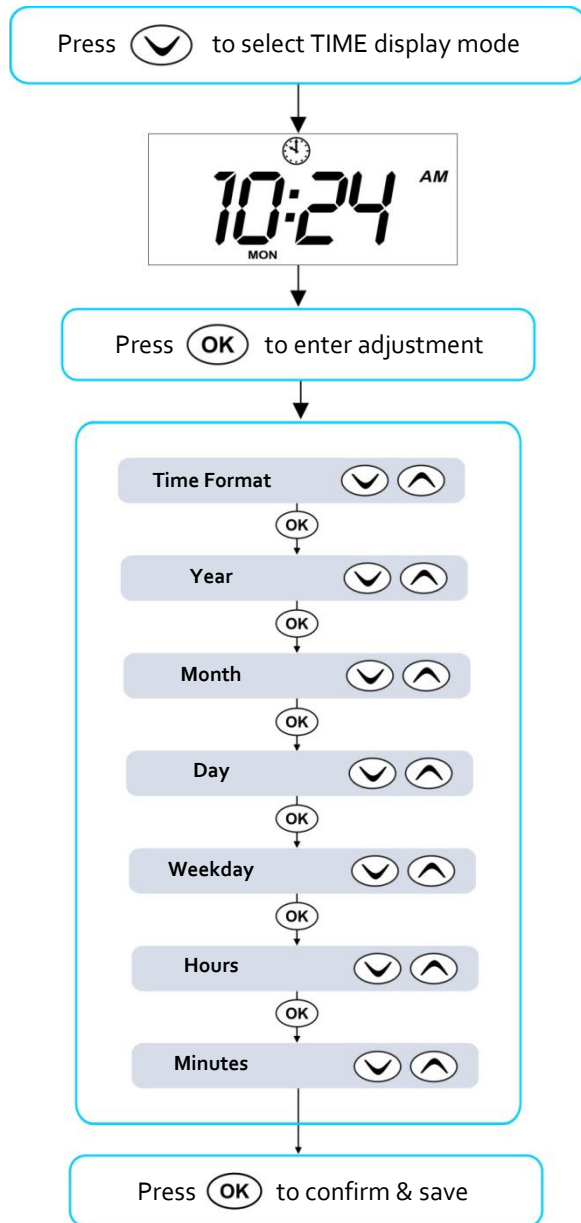 Press to select TIME display mode
10:24 AM
MON
Press OK to enter adjustment
Time Format
OK
Year
OK
Month
OK
Day
OK
Weekday
OK
Hours
OK
Minutes
Press OK to confirm & save